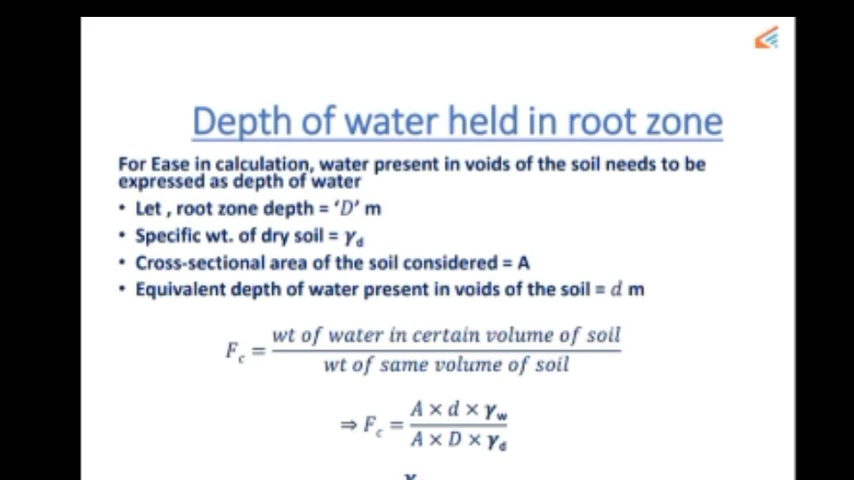 Depth of water held in root zone
For Ease in calculation, water present in voids of the soil needs to be
expressed as depth of water
• Let , root zone depth = ‘D’ m
• Specific wt. of dry soil = γd
• Cross-sectional area of the soil considered = A
• Equivalent depth of water present in voids of the soil = d m
Fc = wt of water in certain volume of soil / wt of same volume of soil
⇒ Fc = A × d × γw / A × D × γd